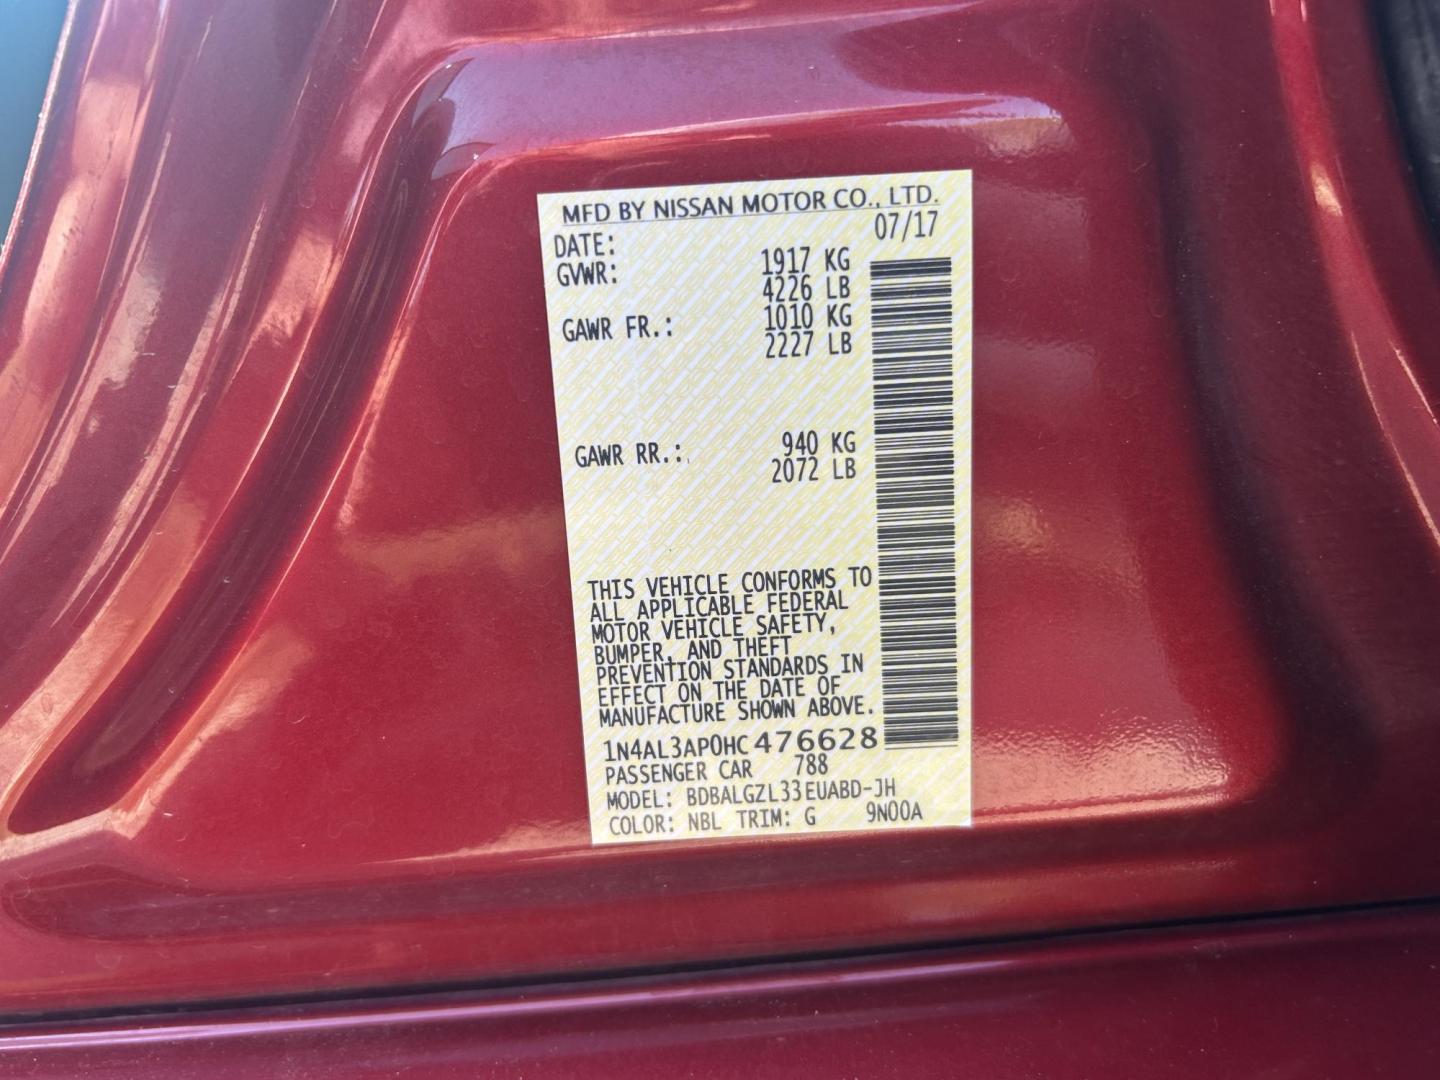 MFD BY NISSAN MOTOR CO., LTD.
DATE: 07/17
GVWR: 1917 KG
4226 LB
GAWR FR.: 1010 KG
2227 LB
GAWR RR.: 940 KG
2072 LB
THIS VEHICLE CONFORMS TO
ALL APPLICABLE FEDERAL
MOTOR VEHICLE SAFETY,
BUMPER, AND THEFT
PREVENTION STANDARDS IN
EFFECT ON THE DATE OF
MANUFACTURE SHOWN ABOVE.
1N4AL3AP0HC476628
PASSENGER CAR 788
MODEL: BDBALGZL33EUABD-JH
COLOR: NBL TRIM: G 9N00A